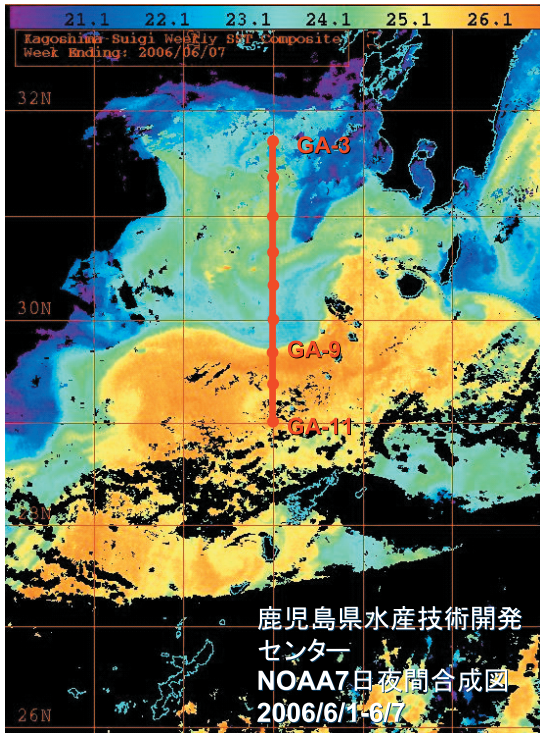 21.1 22.1 23.1 24.1 25.1 26.1
Kagoshima Suigi Weekly SST Composite
Week Ending: 2006/06/07
32N
GA-3
30N
GA-9
GA-11
28N
鹿児島県水産技術開発
センター
NOAA7日夜間合成図
2006/6/1-6/7
26N